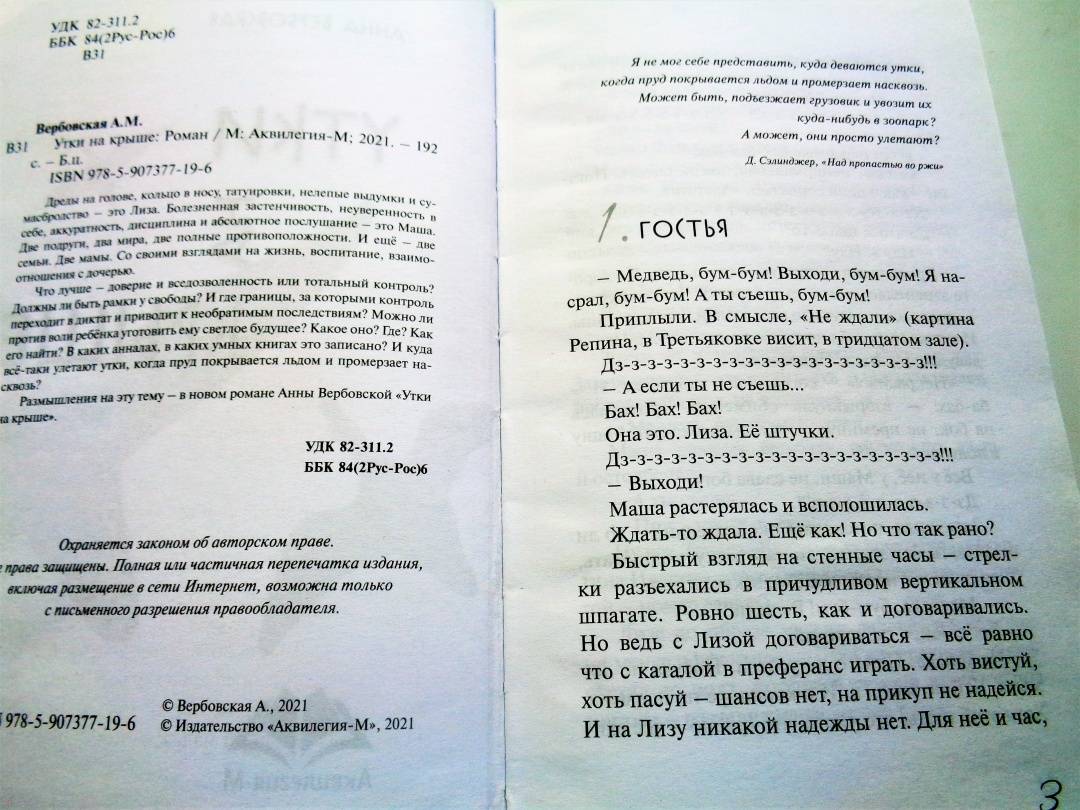 УДК 82-311.2
ББК 84(2Рус-Рос)6
В31
Вербовская А.М.
В31 Утки на крыше: Роман / М: Аквилегия-М; 2021. – 192
с. – Б.ц.
ISBN 978-5-907377-19-6
Дреды на голове, кольцо в носу, татуировки, нелепые выдумки и су-
масбродство – это Лиза. Болезненная застенчивость, неуверенность в
себе, аккуратность, дисциплина и абсолютное послушание – это Маша.
Две подруги, два мира, две полные противоположности. И ещё – две
семьи. Две мамы. Со своими взглядами на жизнь, воспитание, взаимо-
отношения с дочерью.
Что лучше – доверие и вседозволенность или тотальный контроль?
Должны ли быть рамки у свободы? И где границы, за которыми контроль
переходит в диктат и приводит к необратимым последствиям? Можно ли
против воли ребёнка уготовить ему светлое будущее? Какое оно? Где? Как
его найти? В каких анналах, в каких умных книгах это записано? И куда
всё-таки улетают утки, когда пруд покрывается льдом и промерзает на-
сквозь?
Размышления на эту тему – в новом романе Анны Вербовской «Утки
на крыше».
УДК 82-311.2
ББК 84(2Рус-Рос)6
Охраняется законом об авторском праве.
е права защищены. Полная или частичная перепечатка издания,
включая размещение в сети Интернет, возможна только
с письменного разрешения правообладателя.
© Вербовская А., 2021
978-5-907377-19-6 © Издательство «Аквилегия-М», 2021
Я не мог себе представить, куда деваются утки,
когда пруд покрывается льдом и промерзает насквозь.
Может быть, подъезжает грузовик и увозит их
куда-нибудь в зоопарк?
А может, они просто улетают?
Д. Сэлинджер, «Над пропастью во ржи»
1. ГОСТЬЯ
– Медведь, бум-бум! Выходи, бум-бум! Я на-
срал, бум-бум! А ты съешь, бум-бум!
Приплыли. В смысле, «Не ждали» (картина
Репина, в Третьяковке висит, в тридцатом зале).
Дз-з-з-з-з-з-з-з-з-з-з-з-з-з-з-з!!!
– А если ты не съешь...
Бах! Бах! Бах!
Она это. Лиза. Её штучки.
Дз-з-з-з-з-з-з-з-з-з-з-з-з-з-з-з-з!!!
– Выходи!
Маша растерялась и всполошилась.
Ждать-то ждала. Ещё как! Но что так рано?
Быстрый взгляд на стенные часы – стрел-
ки разъехались в причудливом вертикальном
шпагате. Ровно шесть, как и договаривались.
Но ведь с Лизой договариваться – всё равно
что с каталой в преферанс играть. Хоть вистуй,
хоть пасуй – шансов нет, на прикуп не надейся.
И на Лизу никакой надежды нет. Для неё и час,
3